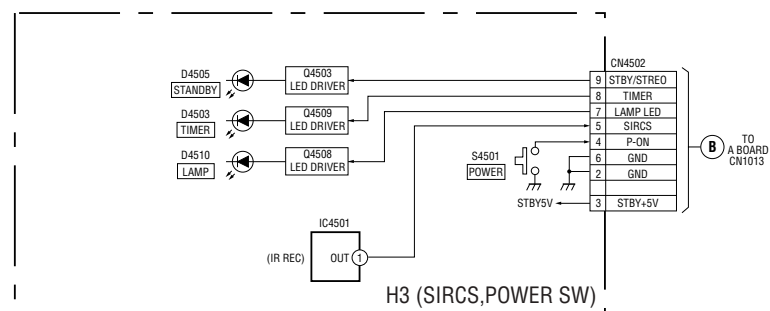 CN4502
D4505
STANDBY
Q4503
LED DRIVER
9 STBY/STREO
D4503
TIMER
Q4509
LED DRIVER
8 TIMER
D4510
LAMP
Q4508
LED DRIVER
7 LAMP LED
5 SIRCS
4 P-ON
6 GND
2 GND
3 STBY+5V
S4501
POWER
STBY5V
B
TO
A BOARD
CN1013
IC4501
(IR REC)
OUT 1
H3 (SIRCS,POWER SW)